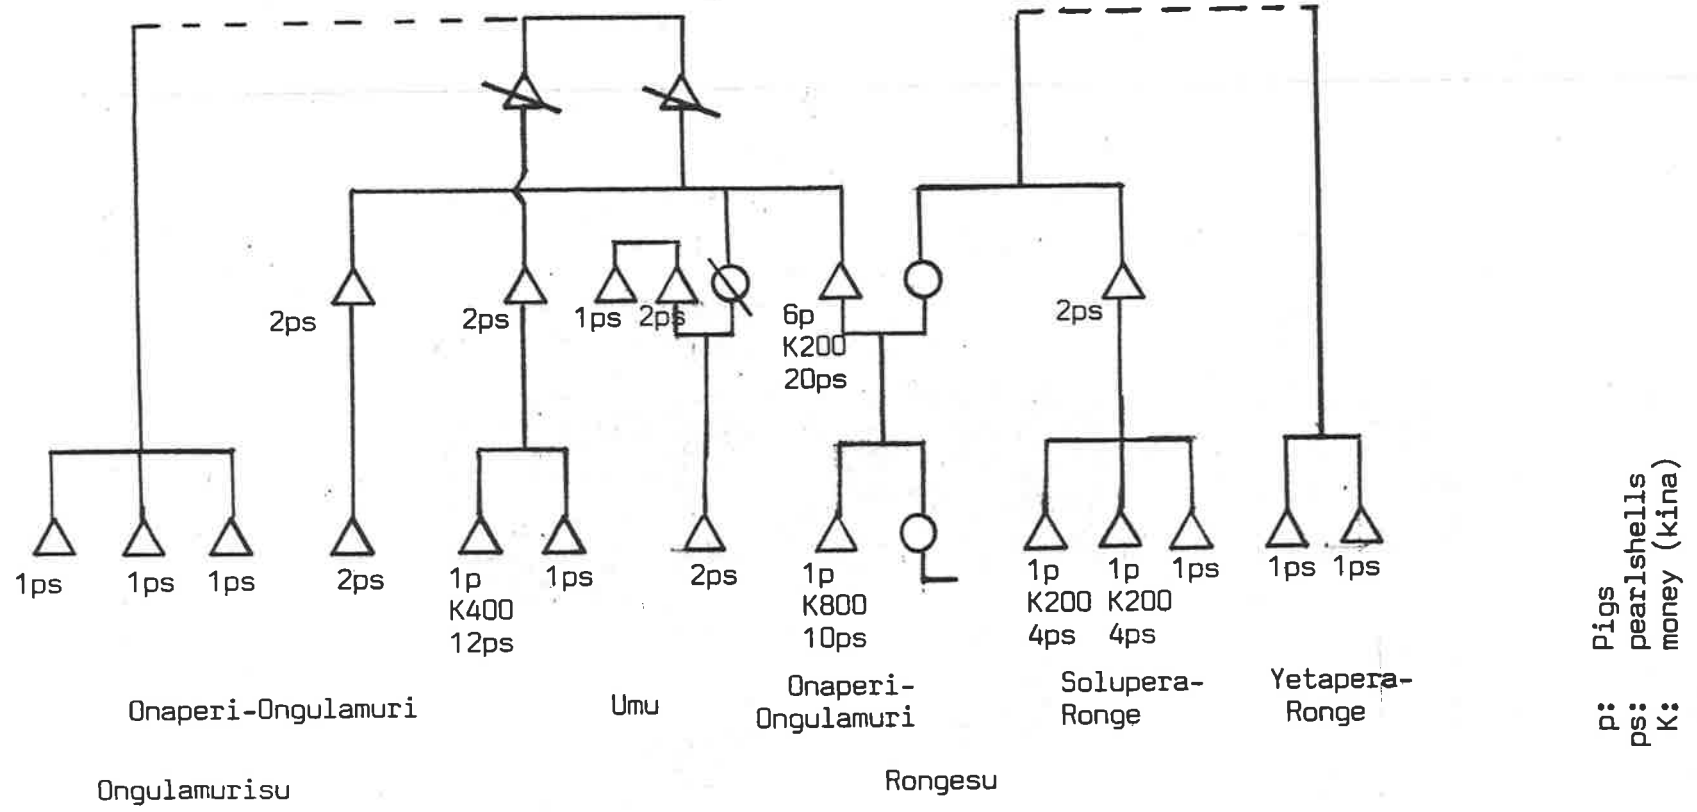 2ps
2ps
1ps
2ps
6p
K200
20ps
2ps
1ps
1ps
1ps
2ps
1p
K400
12ps
1ps
2ps
1p
K800
10ps
1p
K200
4ps
1p
K200
4ps
1ps
1ps
1ps
Onaperi-Ongulamuri
Umu
Onaperi-
Ongulamuri
Solupera-
Ronge
Yetapera-
Ronge
Ongulamurisu
Rongesu
p: Pigs
ps: pearlshells
K: money (kina)